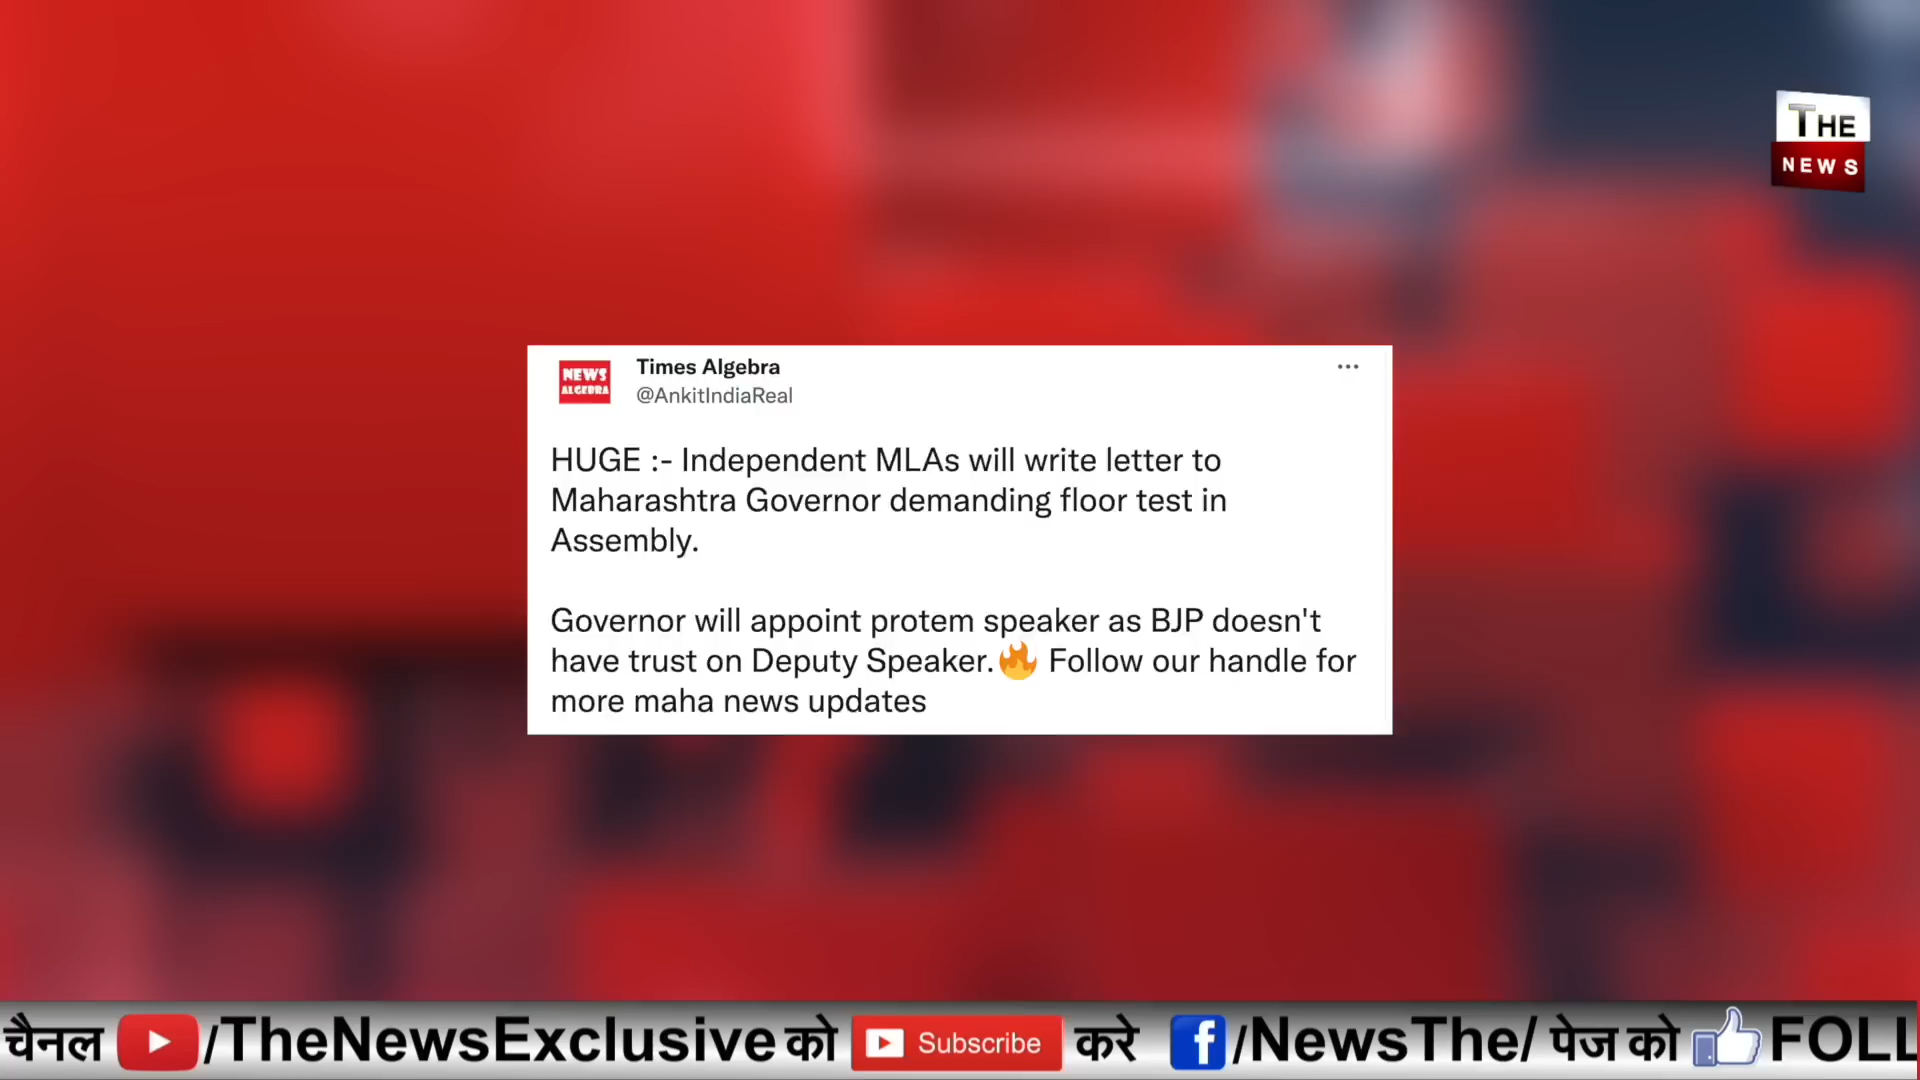 THE
NEWS
NEWS
ALGEBRA
Times Algebra
@AnkitIndiaReal
HUGE :- Independent MLAs will write letter to
Maharashtra Governor demanding floor test in
Assembly.
Governor will appoint protem speaker as BJP doesn't
have trust on Deputy Speaker.🔥 Follow our handle for
more maha news updates
चैनल /TheNewsExclusive को Subscribe करे f /NewsThe/ पेज को FOLL